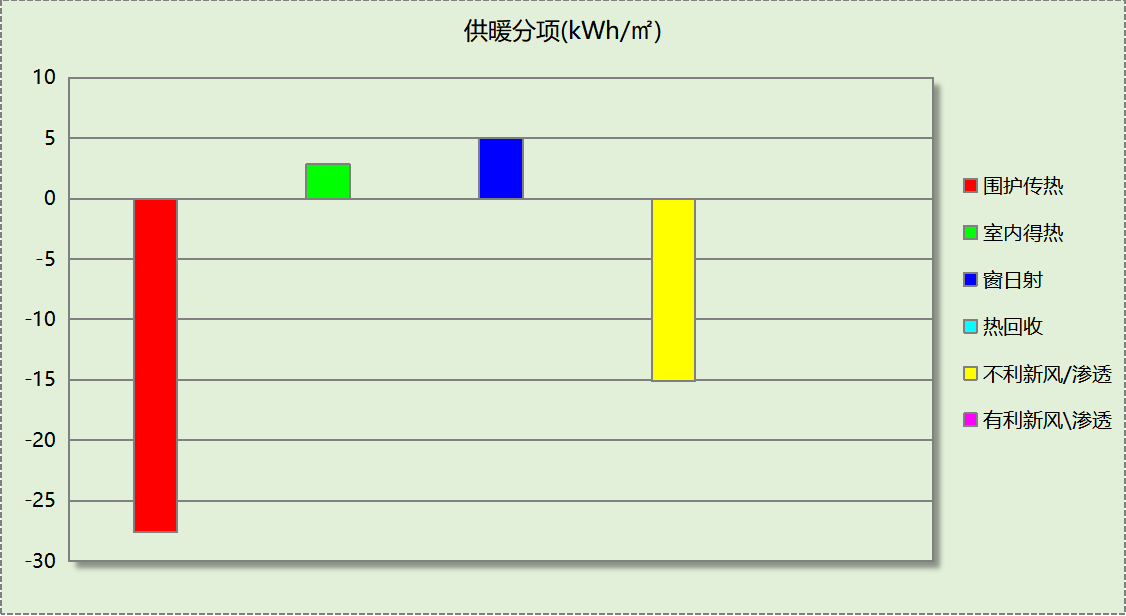 供暖分项(kWh/㎡)
10
5
0
-5
-10
-15
-20
-25
-30
围护传热
室内得热
窗日射
热回收
不利新风/渗透
有利新风\渗透